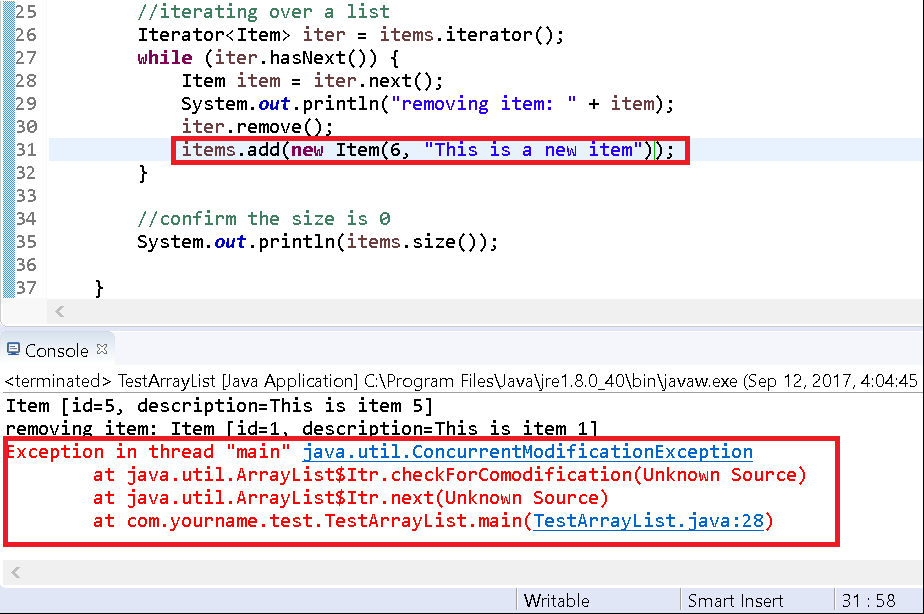 25 //iterating over a list
26 Iterator<Item> iter = items.iterator();
27 while (iter.hasNext()) {
28 Item item = iter.next();
29 System.out.println("removing item: " + item);
30 iter.remove();
31 items.add(new Item(6, "This is a new item"));
32 }
33
34 //confirm the size is 0
35 System.out.println(items.size());
36
37 }
Console
<terminated> TestArrayList [Java Application] C:\Program Files\Java\jre1.8.0_40\bin\javaw.exe (Sep 12, 2017, 4:04:45
Item [id=5, description=This is item 5]
removing item: Item [id=1, description=This is item 1]
Exception in thread "main" java.util.ConcurrentModificationException
at java.util.ArrayList$Itr.checkForComodification(Unknown Source)
at java.util.ArrayList$Itr.next(Unknown Source)
at com.yourname.test.TestArrayList.main(TestArrayList.java:28)
Writable Smart Insert 31 : 58